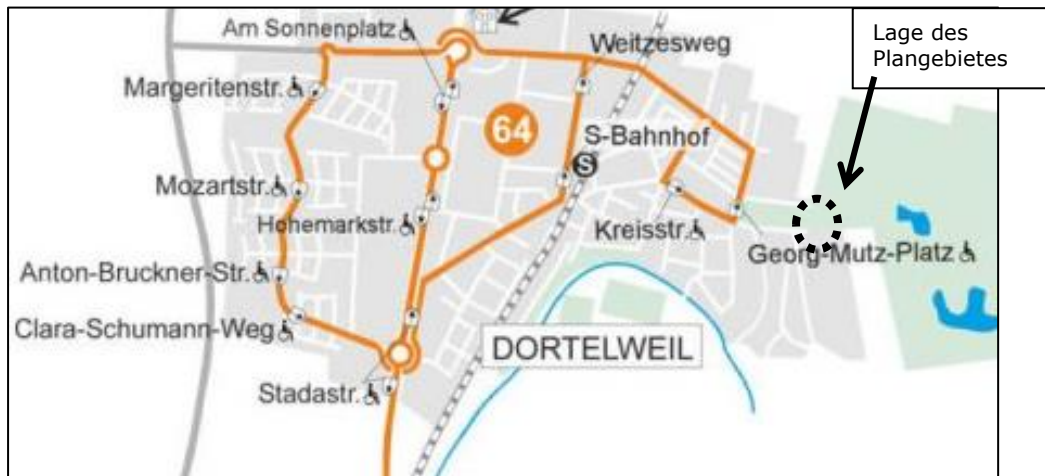 Am Sonnenplatz
Weitzesweg
Lage des
Plangebietes
Margeritenstr.
64
S-Bahnhof
S
Mozartstr.
Hohemarkstr.
Kreisstr.
Georg-Mutz-Platz
Anton-Bruckner-Str.
Clara-Schumann-Weg
DORTELWEIL
Stadastr.